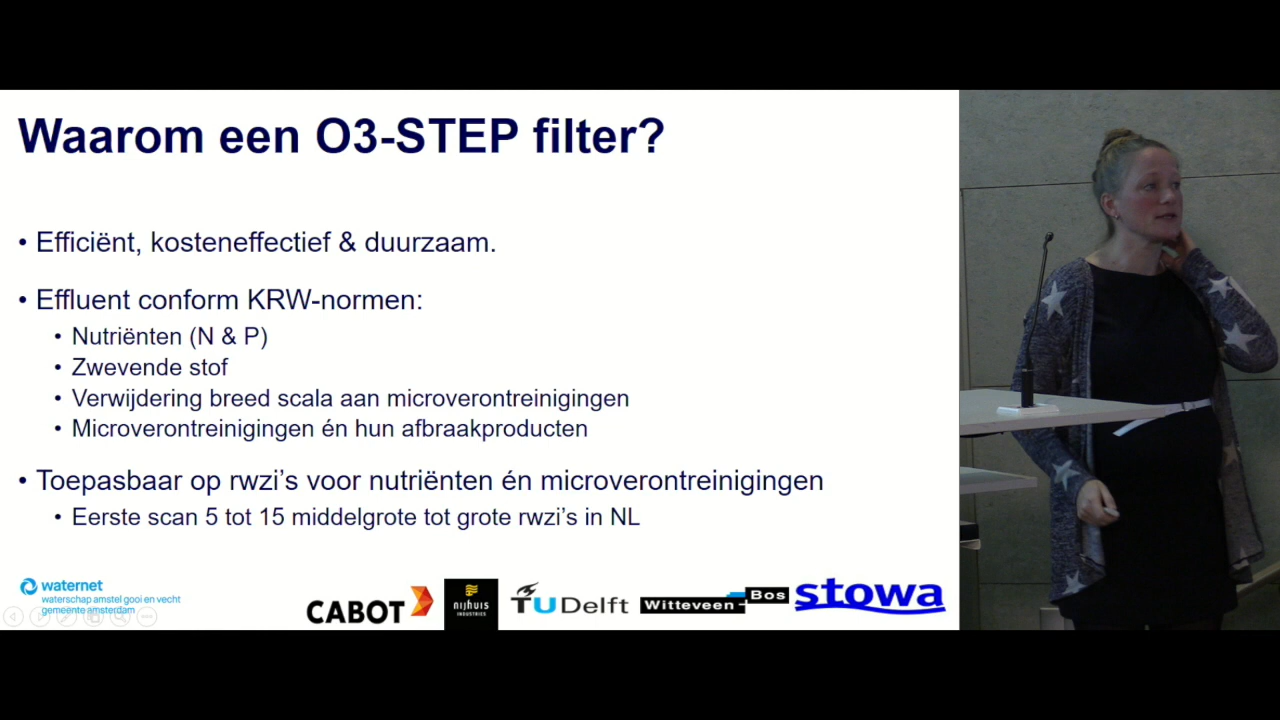 Waarom een O3-STEP filter?
• Efficiënt, kosteneffectief & duurzaam.
• Effluent conform KRW-normen:
• Nutriënten (N & P)
• Zwevende stof
• Verwijdering breed scala aan microverontreinigingen
• Microverontreinigingen én hun afbraakproducten
• Toepasbaar op rwzi's voor nutriënten én microverontreinigingen
• Eerste scan 5 tot 15 middelgrote tot grote rwzi's in NL
waternet
waterschap amstel gooi en vecht
gemeente amsterdam
CABOT
nijhuis
INDUSTRIES
TUDelft
Witteveen+
Bos
stowa